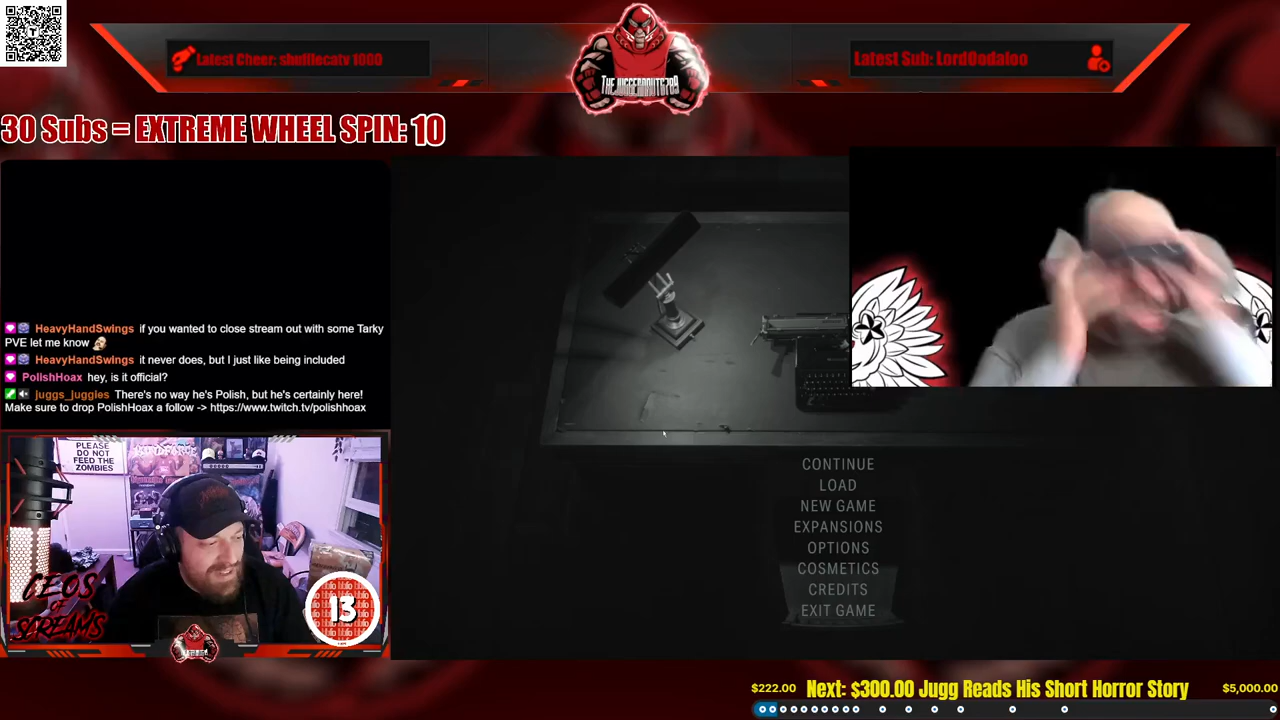 Latest Cheer: shufflecatv 1000
THEJUGGERNAUT6789
Latest Sub: LordOodaloo
30 Subs = EXTREME WHEEL SPIN: 10
HeavyHandSwings if you wanted to close stream out with some Tarky
PVE let me know
HeavyHandSwings it never does, but I just like being included
PolishHoax hey, is it official?
juggs_juggles There's no way he's Polish, but he's certainly here!
Make sure to drop PolishHoax a follow -> https://www.twitch.tv/polishhoax
PLEASE
DO NOT
FEED THE
ZOMBIES
CEOS
OF
STREAMS
13
CONTINUE
LOAD
NEW GAME
EXPANSIONS
OPTIONS
COSMETICS
CREDITS
EXIT GAME
$222.00 Next: $300.00 Jugg Reads His Short Horror Story $5,000.00